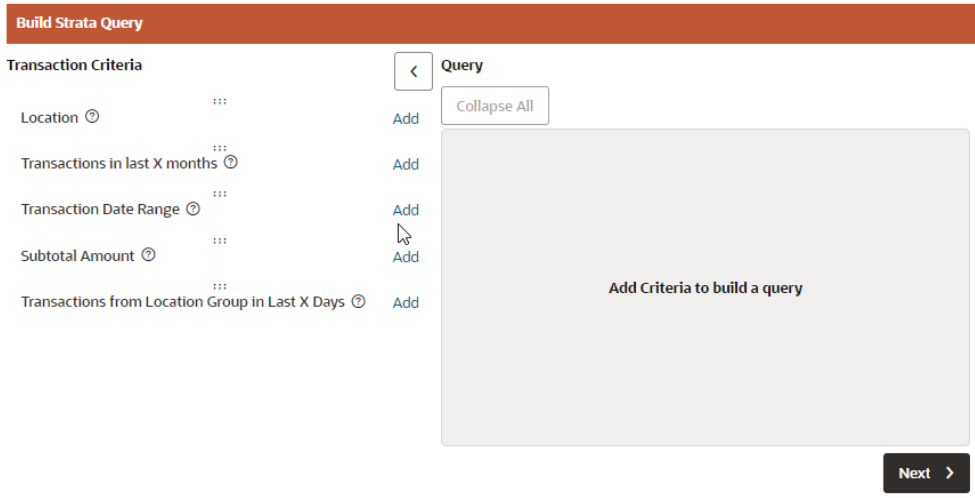 Build Strata Query
Transaction Criteria
Location
Add
Transactions in last X months
Add
Transaction Date Range
Add
Subtotal Amount
Add
Transactions from Location Group in Last X Days
Add
Query
Collapse All
Add Criteria to build a query
Next